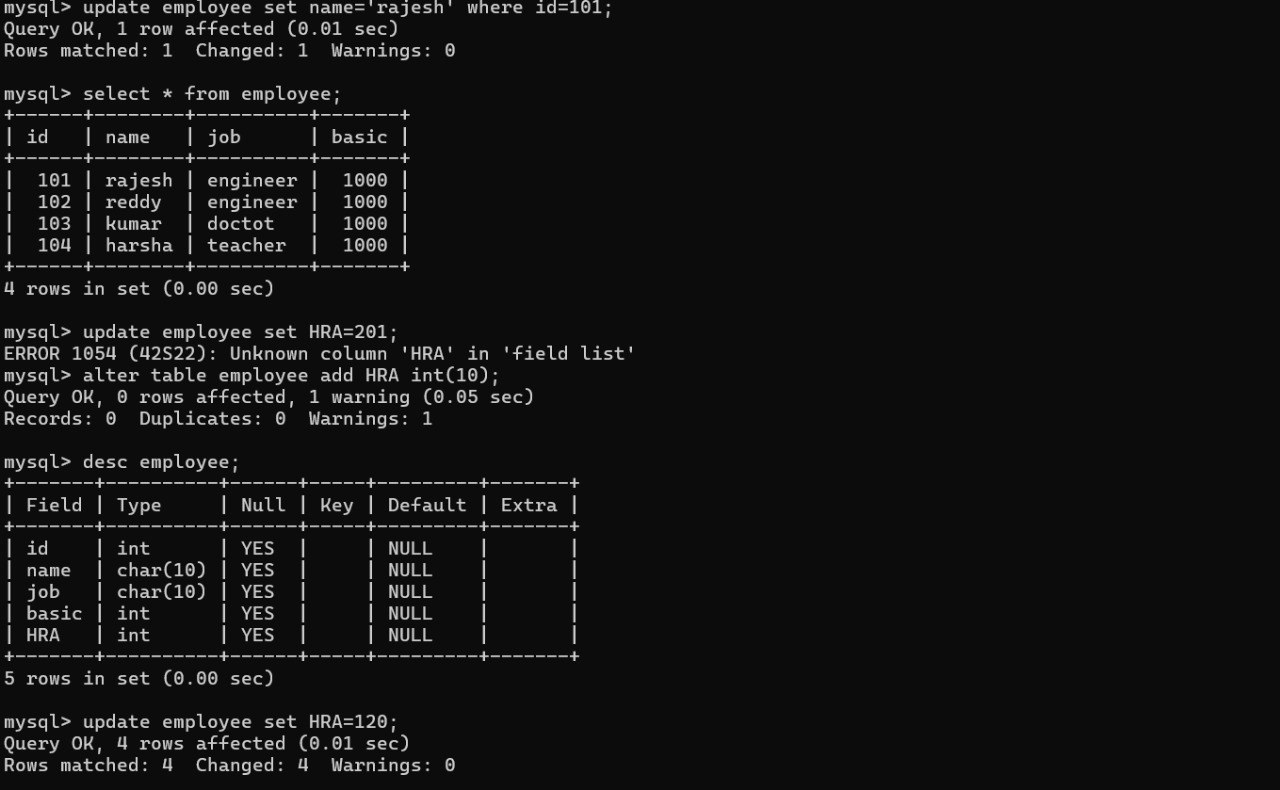 mysql> update employee set name='rajesh' where id=101;
Query OK, 1 row affected (0.01 sec)
Rows matched: 1  Changed: 1  Warnings: 0

mysql> select * from employee;
+------+--------+----------+-------+
| id   | name   | job      | basic |
+------+--------+----------+-------+
|  101 | rajesh | engineer |  1000 |
|  102 | reddy  | engineer |  1000 |
|  103 | kumar  | doctot   |  1000 |
|  104 | harsha | teacher  |  1000 |
+------+--------+----------+-------+
4 rows in set (0.00 sec)

mysql> update employee set HRA=201;
ERROR 1054 (42S22): Unknown column 'HRA' in 'field list'
mysql> alter table employee add HRA int(10);
Query OK, 0 rows affected, 1 warning (0.05 sec)
Records: 0  Duplicates: 0  Warnings: 1

mysql> desc employee;
+-------+----------+------+-----+---------+-------+
| Field | Type     | Null | Key | Default | Extra |
+-------+----------+------+-----+---------+-------+
| id    | int      | YES  |     | NULL    |       |
| name  | char(10) | YES  |     | NULL    |       |
| job   | char(10) | YES  |     | NULL    |       |
| basic | int      | YES  |     | NULL    |       |
| HRA   | int      | YES  |     | NULL    |       |
+-------+----------+------+-----+---------+-------+
5 rows in set (0.00 sec)

mysql> update employee set HRA=120;
Query OK, 4 rows affected (0.01 sec)
Rows matched: 4  Changed: 4  Warnings: 0